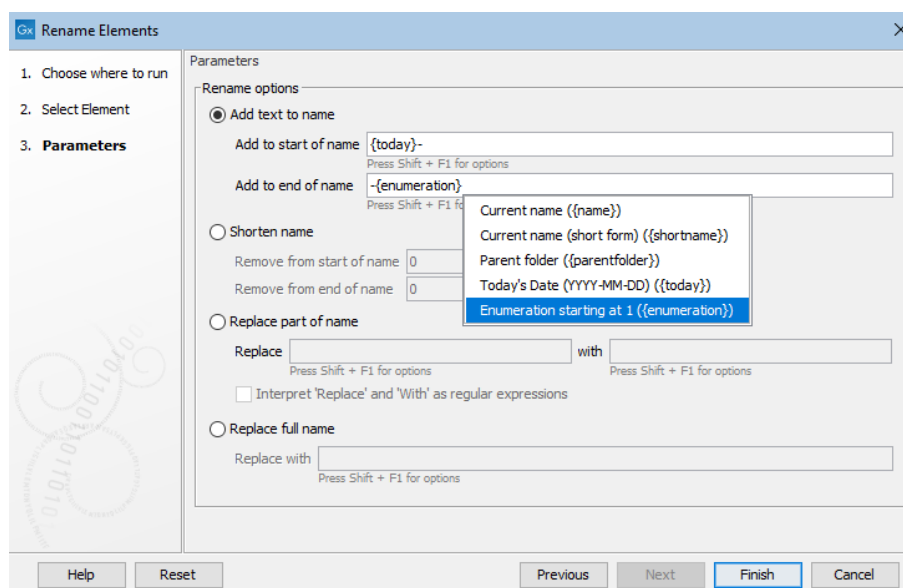 Gx Rename Elements
1. Choose where to run
2. Select Element
3. Parameters
Parameters
Rename options
Add text to name
Add to start of name {today}-
Press Shift + F1 for options
Add to end of name -{enumeration}
Press Shift + F1 fo
Current name ({name})
Current name (short form) ({shortname})
Parent folder ({parentfolder})
Today's Date (YYYY-MM-DD) ({today})
Enumeration starting at 1 ({enumeration})
Shorten name
Remove from start of name 0
Remove from end of name 0
Replace part of name
Replace with
Press Shift + F1 for options Press Shift + F1 for options
Interpret 'Replace' and 'With' as regular expressions
Replace full name
Replace with
Press Shift + F1 for options
Help Reset Previous Next Finish Cancel